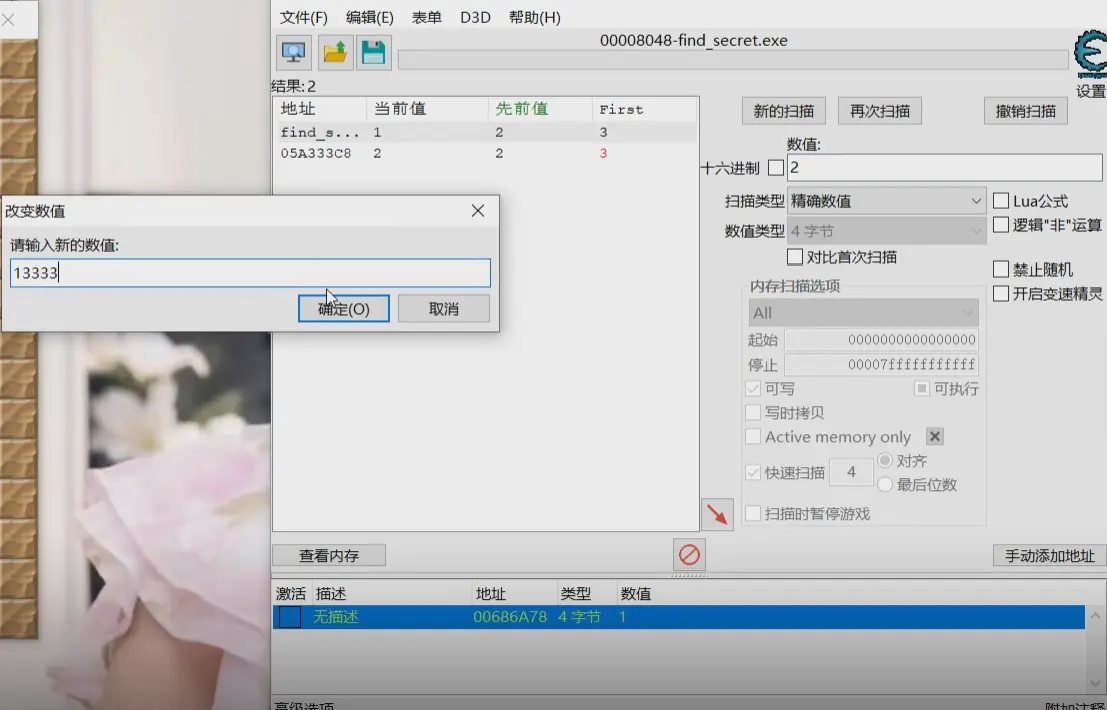 文件(F) 编辑(E) 表单 D3D 帮助(H)
00008048-find_secret.exe
设置
结果: 2
地址 当前值 先前值 First
find_s... 1 2 3
05A333C8 2 2 3
新的扫描 再次扫描 撤销扫描
数值:
十六进制 2
扫描类型 精确数值
数值类型 4 字节
Lua公式
逻辑"非"运算
对比首次扫描
禁止随机
开启变速精灵
内存扫描选项
All
起始 0000000000000000
停止 00007fffffffffff
可写 可执行
写时拷贝
Active memory only
快速扫描 4 对齐
最后位数
扫描时暂停游戏
改变数值
请输入新的数值:
13333
确定(O) 取消
查看内存 手动添加地址
激活 描述 地址 类型 数值
无描述 00686A78 4 字节 1
高级选项 附加注释